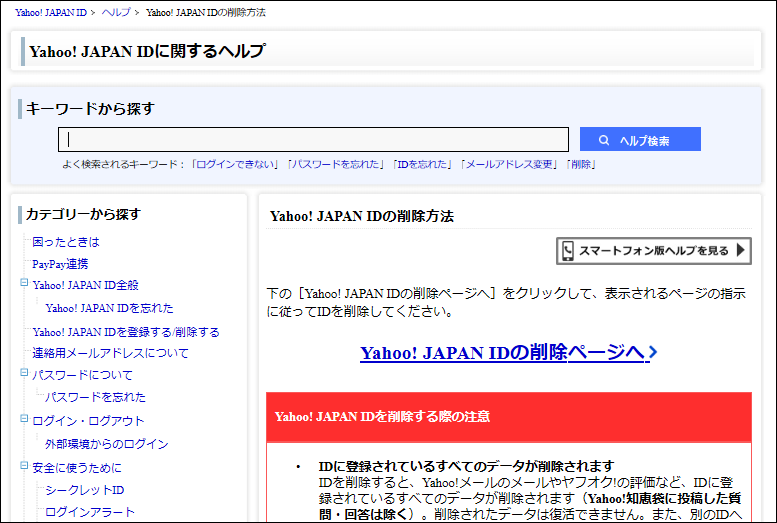 Yahoo! JAPAN ID > ヘルプ > Yahoo! JAPAN IDの削除方法
Yahoo! JAPAN IDに関するヘルプ
キーワードから探す
ヘルプ検索
よく検索されるキーワード：「ログインできない」「パスワードを忘れた」「IDを忘れた」「メールアドレス変更」「削除」
カテゴリーから探す
困ったときは
PayPay連携
Yahoo! JAPAN ID全般
Yahoo! JAPAN IDを忘れた
Yahoo! JAPAN IDを登録する/削除する
連絡用メールアドレスについて
パスワードについて
パスワードを忘れた
ログイン・ログアウト
外部環境からのログイン
安全に使うために
シークレットID
ログインアラート
Yahoo! JAPAN IDの削除方法
スマートフォン版ヘルプを見る
下の［Yahoo! JAPAN IDの削除ページへ］をクリックして、表示されるページの指示
に従ってIDを削除してください。
Yahoo! JAPAN IDの削除ページへ
Yahoo! JAPAN IDを削除する際の注意
• IDに登録されているすべてのデータが削除されます
IDを削除すると、Yahoo!メールのメールやヤフオク!の評価など、IDに登
録されているすべてのデータが削除されます（Yahoo!知恵袋に投稿した質
問・回答は除く）。削除されたデータは復活できません。また、別のIDへ